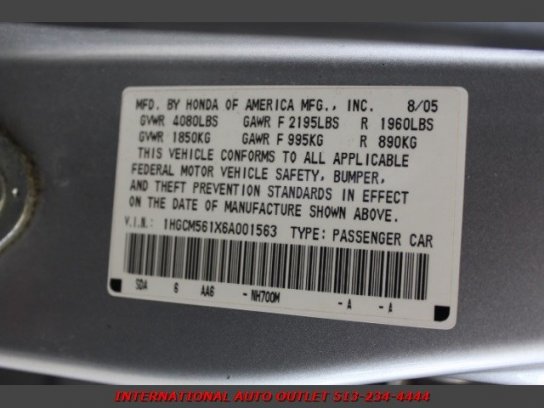 MFD. BY HONDA OF AMERICA MFG., INC. 8/05
GVWR 4080LBS GAWR F 2195LBS R 1960LBS
GVWR 1850KG GAWR F 995KG R 890KG
THIS VEHICLE CONFORMS TO ALL APPLICABLE
FEDERAL MOTOR VEHICLE SAFETY, BUMPER,
AND THEFT PREVENTION STANDARDS IN EFFECT
ON THE DATE OF MANUFACTURE SHOWN ABOVE.
V.I.N.: 1HGCM561X6A001563 TYPE: PASSENGER CAR
SDA 6 AA6 - NH700M - A - A
INTERNATIONAL AUTO OUTLET 513-234-4444